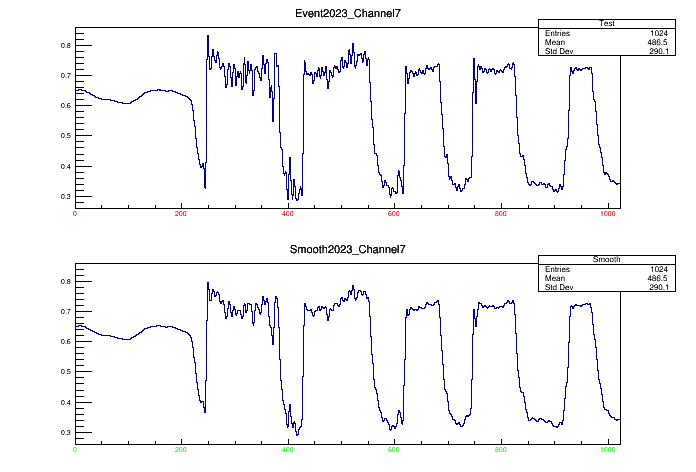 Event2023_Channel7
Test
Entries 1024
Mean 486.5
Std Dev 290.1
0.8
0.7
0.6
0.5
0.4
0.3
0 200 400 600 800 1000
Smooth2023_Channel7
Smooth
Entries 1024
Mean 486.5
Std Dev 290.1
0.8
0.7
0.6
0.5
0.4
0.3
0 200 400 600 800 1000